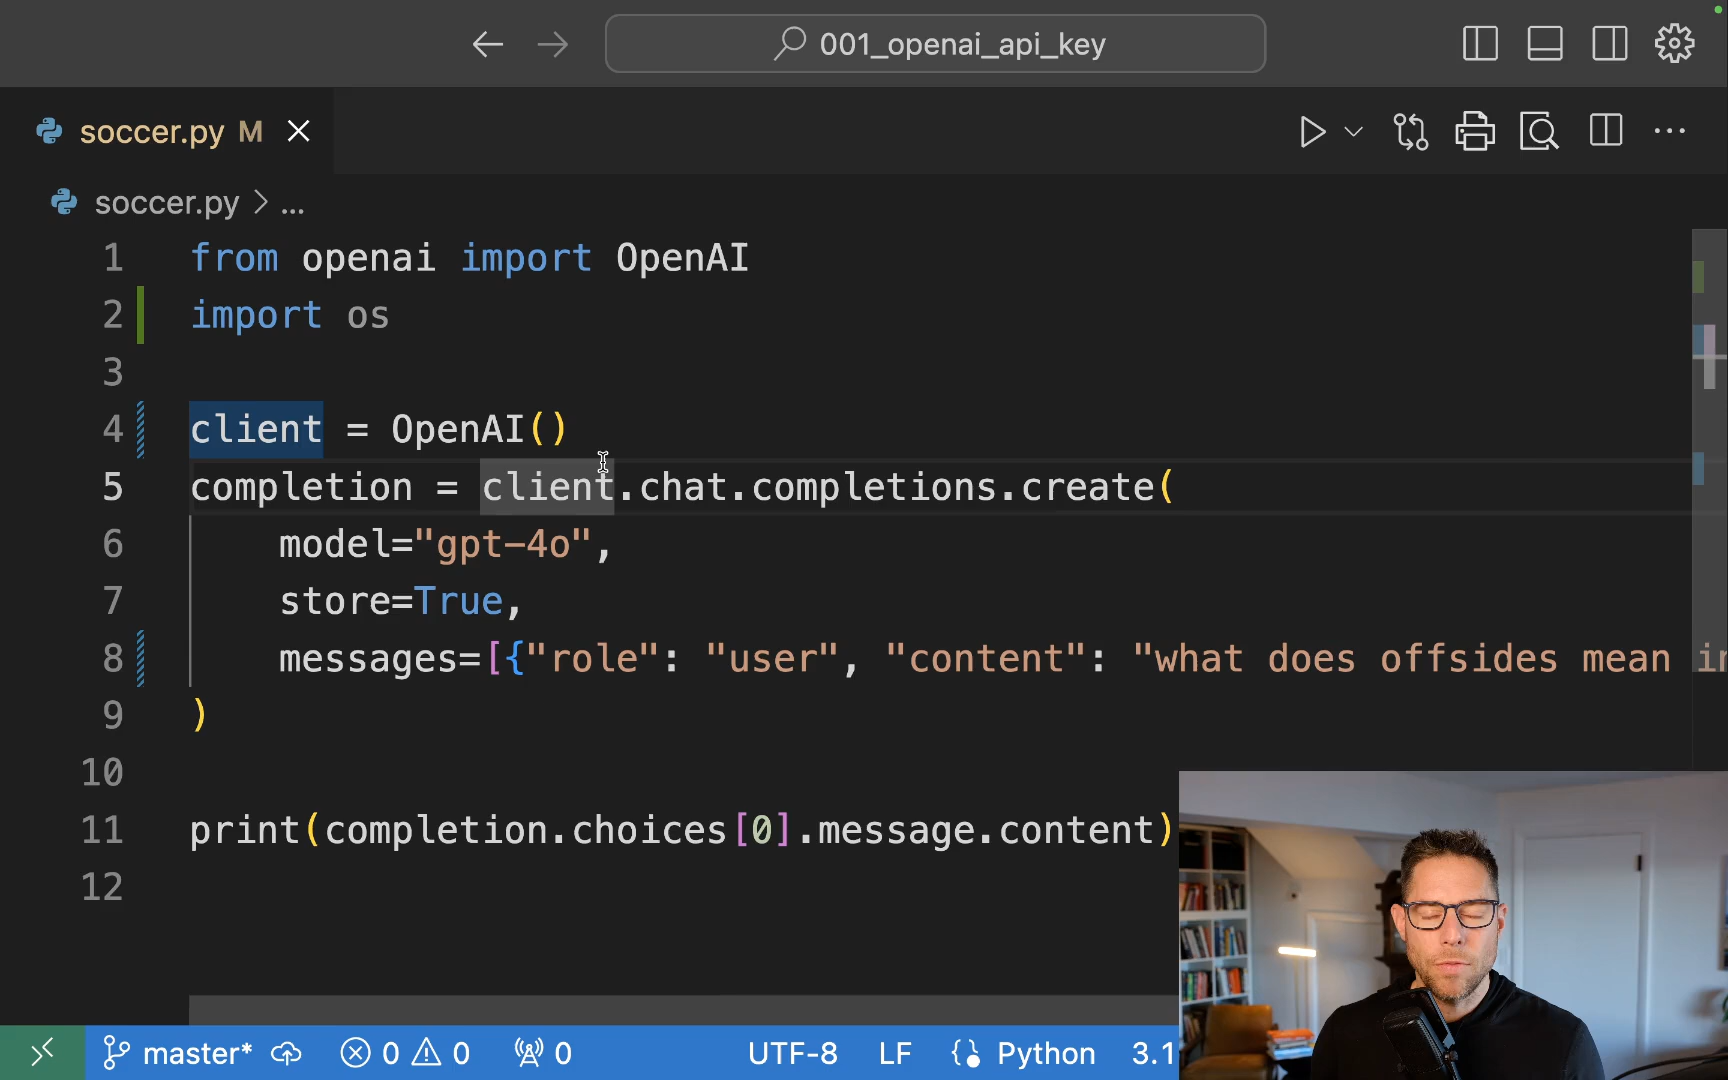 001_openai_api_key
soccer.py M
soccer.py > ...
1 from openai import OpenAI
2 import os
3
4 client = OpenAI()
5 completion = client.chat.completions.create(
6 model="gpt-4o",
7 store=True,
8 messages=[{"role": "user", "content": "what does offsides mean in
9 )
10
11 print(completion.choices[0].message.content)
12
master* 0 0 0 UTF-8 LF Python 3.1